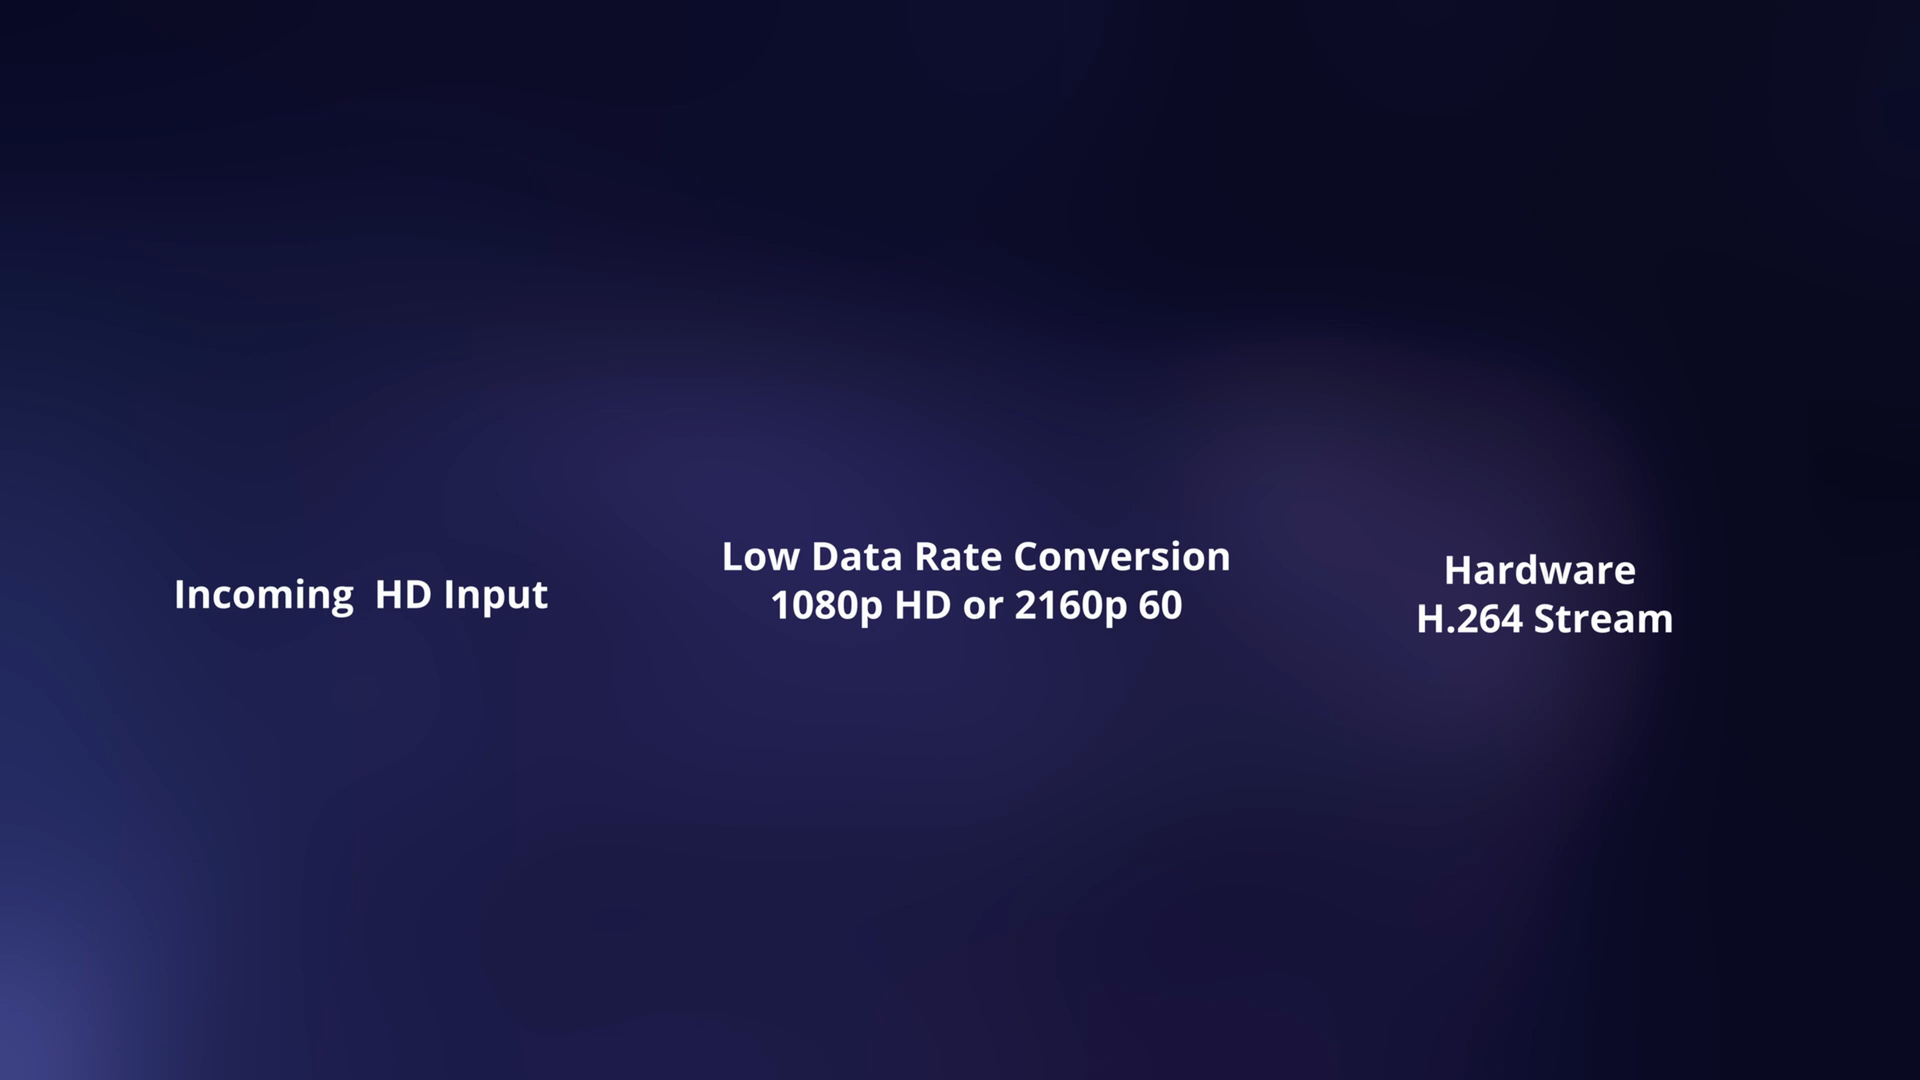 Incoming  HD Input
Low Data Rate Conversion
1080p HD or 2160p 60
Hardware
H.264 Stream